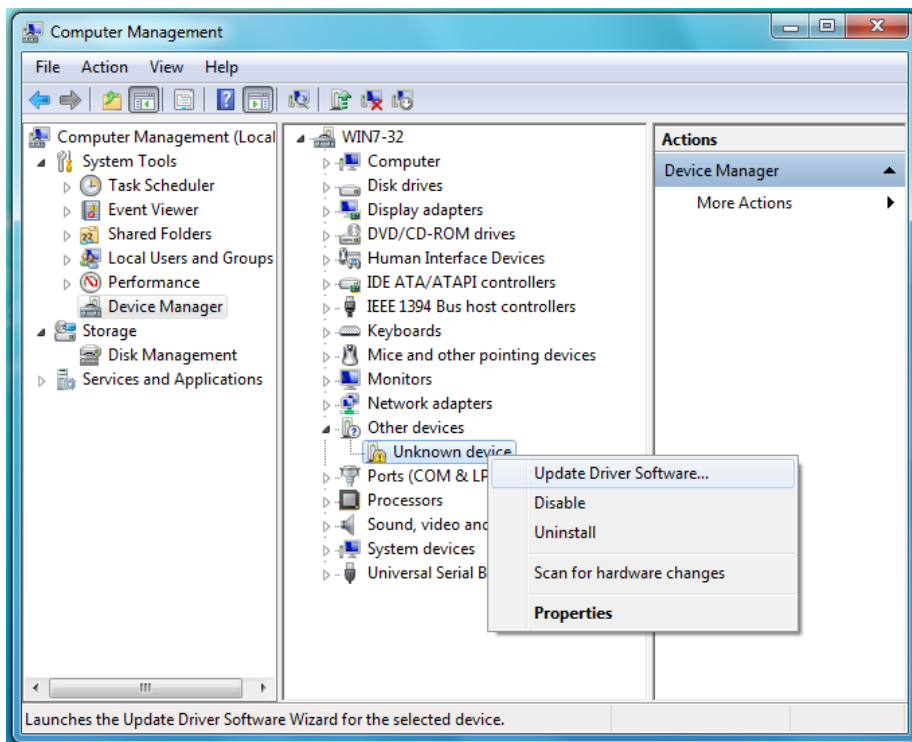 Computer Management
File Action View Help
Computer Management (Local
System Tools
Task Scheduler
Event Viewer
Shared Folders
Local Users and Groups
Performance
Device Manager
Storage
Disk Management
Services and Applications
WIN7-32
Computer
Disk drives
Display adapters
DVD/CD-ROM drives
Human Interface Devices
IDE ATA/ATAPI controllers
IEEE 1394 Bus host controllers
Keyboards
Mice and other pointing devices
Monitors
Network adapters
Other devices
Unknown device
Ports (COM & LP
Processors
Sound, video and
System devices
Universal Serial B
Update Driver Software...
Disable
Uninstall
Scan for hardware changes
Properties
Actions
Device Manager
More Actions
Launches the Update Driver Software Wizard for the selected device.